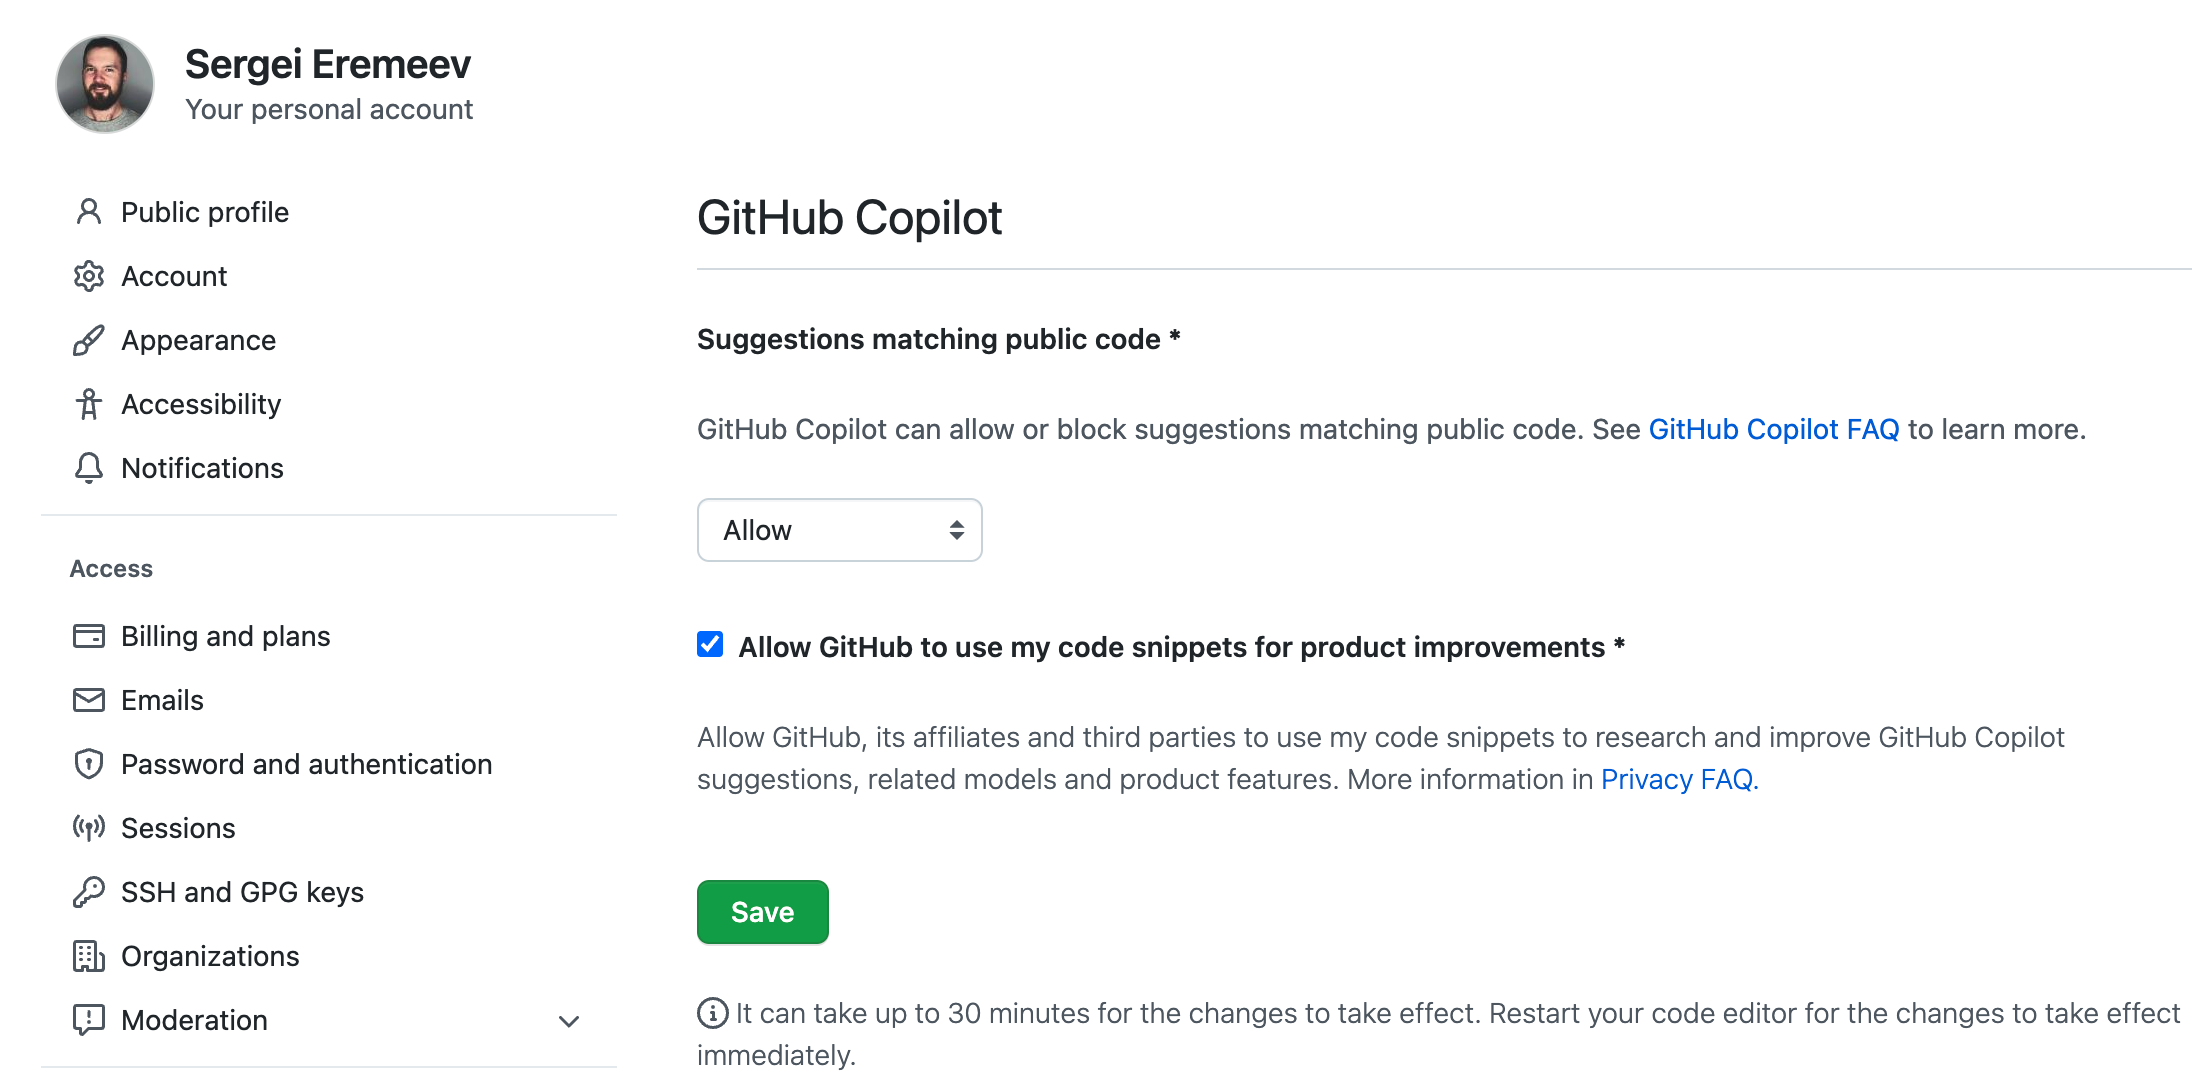 Sergei Eremeev
Your personal account
Public profile
Account
Appearance
Accessibility
Notifications
Access
Billing and plans
Emails
Password and authentication
Sessions
SSH and GPG keys
Organizations
Moderation
GitHub Copilot
Suggestions matching public code *
GitHub Copilot can allow or block suggestions matching public code. See GitHub Copilot FAQ to learn more.
Allow
Allow GitHub to use my code snippets for product improvements *
Allow GitHub, its affiliates and third parties to use my code snippets to research and improve GitHub Copilot
suggestions, related models and product features. More information in Privacy FAQ.
Save
It can take up to 30 minutes for the changes to take effect. Restart your code editor for the changes to take effect
immediately.